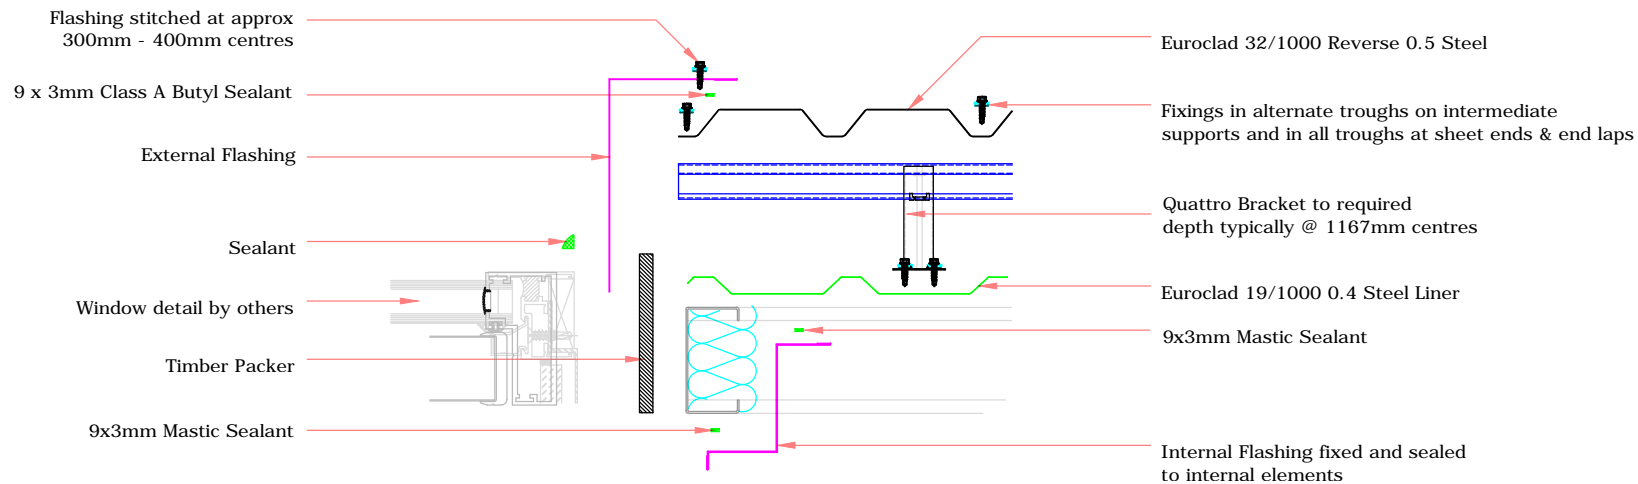 Flashing stitched at approx
300mm - 400mm centres
9 x 3mm Class A Butyl Sealant
External Flashing
Sealant
Window detail by others
Timber Packer
9x3mm Mastic Sealant
Euroclad 32/1000 Reverse 0.5 Steel
Fixings in alternate troughs on intermediate
supports and in all troughs at sheet ends & end laps
Quattro Bracket to required
depth typically @ 1167mm centres
Euroclad 19/1000 0.4 Steel Liner
9x3mm Mastic Sealant
Internal Flashing fixed and sealed
to internal elements